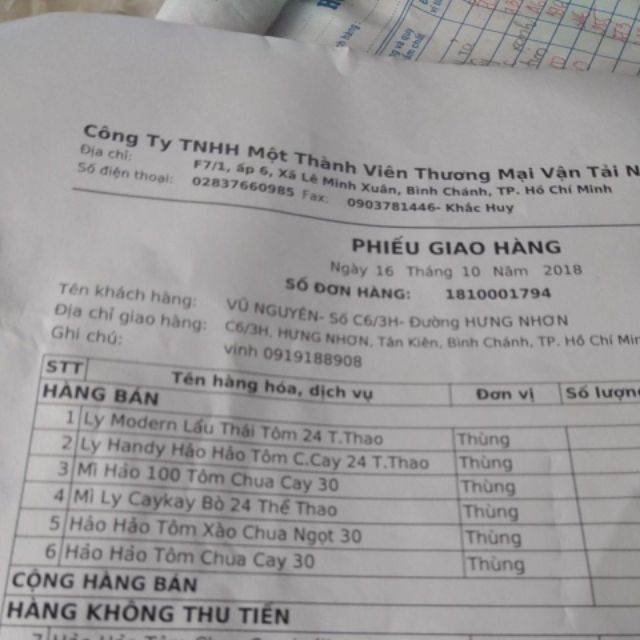 Công Ty TNHH Một Thành Viên Thương Mại Vận Tải
Địa chỉ: F7/1, ấp 6, Xã Lê Minh Xuân, Bình Chánh, TP. Hồ Chí Minh
Số điện thoại: 02837660985 Fax: 0903781446- Khắc Huy
PHIẾU GIAO HÀNG
Ngày 16 Tháng 10 Năm 2018
SỐ ĐƠN HÀNG: 1810001794
Tên khách hàng: VŨ NGUYÊN- Số C6/3H- Đường HƯNG NHƠN
Địa chỉ giao hàng: C6/3H, HƯNG NHƠN, Tân Kiên, Bình Chánh, TP. Hồ Chí Minh
Ghi chú: vinh 0919188908
STT Tên hàng hóa, dịch vụ Đơn vị Số lượng
HÀNG BÁN
1 Ly Modern Lẩu Thái Tôm 24 T.Thao Thùng
2 Ly Handy Hảo Hảo Tôm C.Cay 24 T.Thao Thùng
3 Mì Hảo 100 Tôm Chua Cay 30 Thùng
4 Mì Ly Caykay Bò 24 Thể Thao Thùng
5 Hảo Hảo Tôm Xào Chua Ngọt 30 Thùng
6 Hảo Hảo Tôm Chua Cay 30 Thùng
CỘNG HÀNG BÁN
HÀNG KHÔNG THU TIỀN